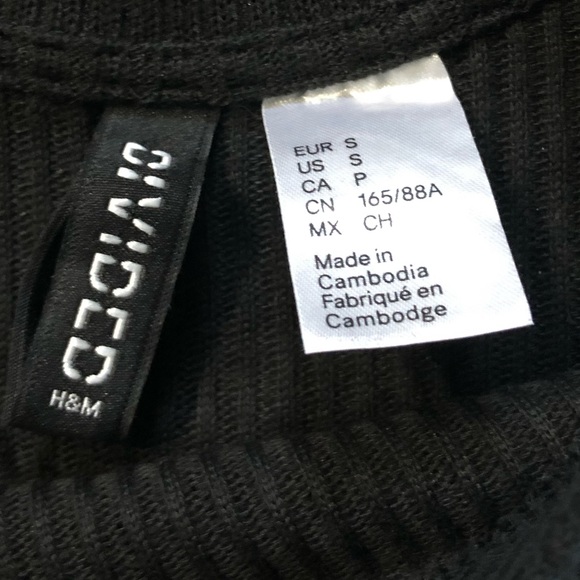 DIVIDED
H&M
EUR S
US S
CA P
CN 165/88A
MX CH
Made in
Cambodia
Fabriqué en
Cambodge